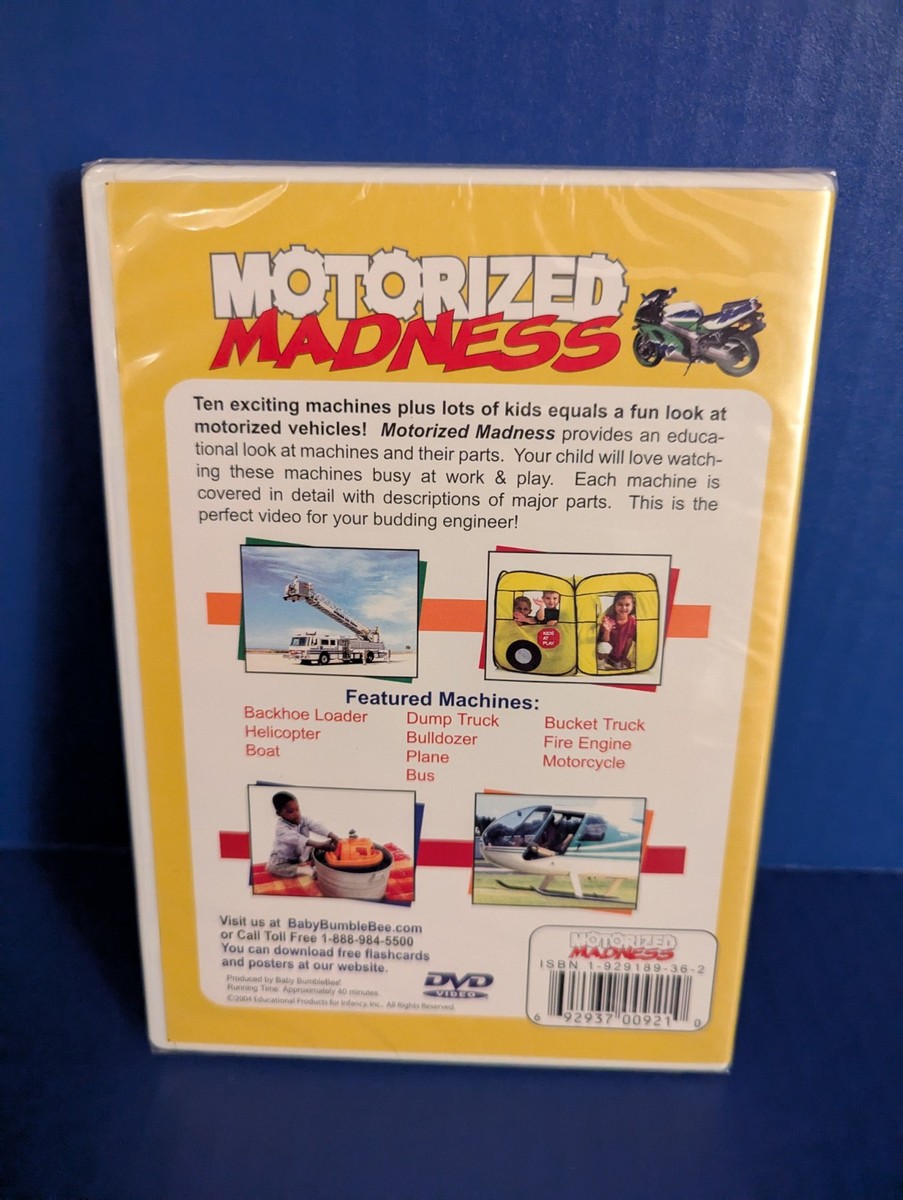 MOTORIZED
MADNESS
Ten exciting machines plus lots of kids equals a fun look at
motorized vehicles! Motorized Madness provides an educa-
tional look at machines and their parts. Your child will love watch-
ing these machines busy at work & play. Each machine is
covered in detail with descriptions of major parts. This is the
perfect video for your budding engineer!
KIDS
AT
PLAY
Featured Machines:
Backhoe Loader
Helicopter
Boat
Dump Truck
Bulldozer
Plane
Bus
Bucket Truck
Fire Engine
Motorcycle
Visit us at BabyBumbleBee.com
or Call Toll Free 1-888-984-5500
You can download free flashcards
and posters at our website.
Produced by Baby BumbleBee!
Running Time: Approximately 40 minutes.
©2004 Educational Products for Infancy, Inc. All Rights Reserved.
DVD
VIDEO
MOTORIZED
MADNESS
ISBN 1-929189-36-2
6 92937 00921 0